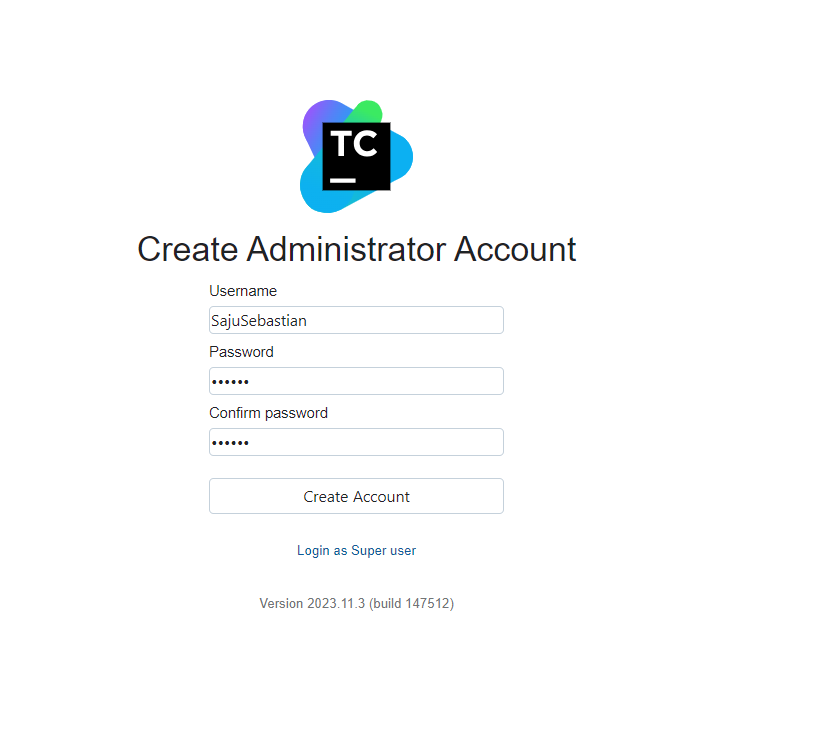 TC
Create Administrator Account
Username
SajuSebastian
Password
••••••
Confirm password
••••••
Create Account
Login as Super user
Version 2023.11.3 (build 147512)